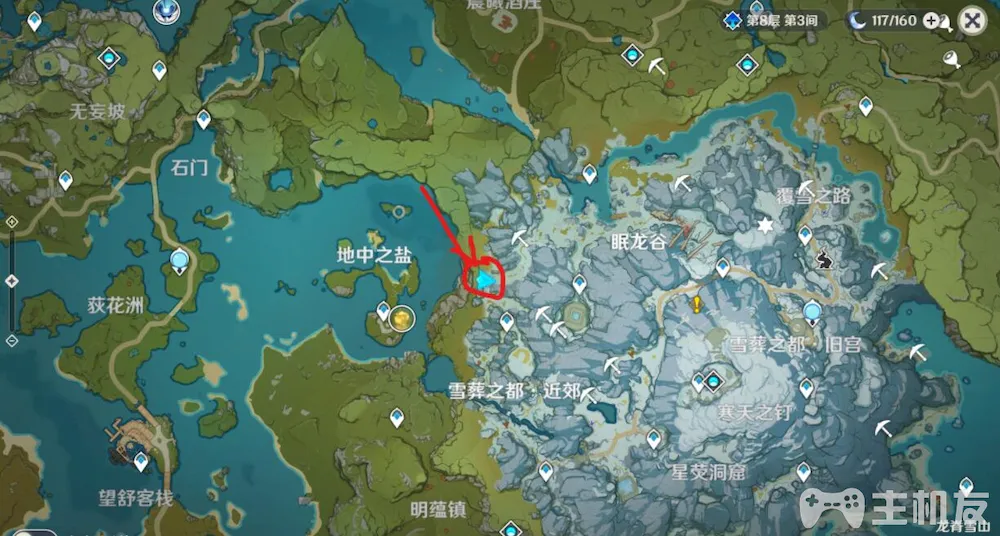 晨曦酒庄
第8层 第3间
117/160
无妄坡
石门
覆雪之路
眠龙谷
地中之盐
荻花洲
雪葬之都·旧宫
雪葬之都·近郊
寒天之钉
星荧洞窟
望舒客栈
明蕴镇
主机友
龙脊雪山